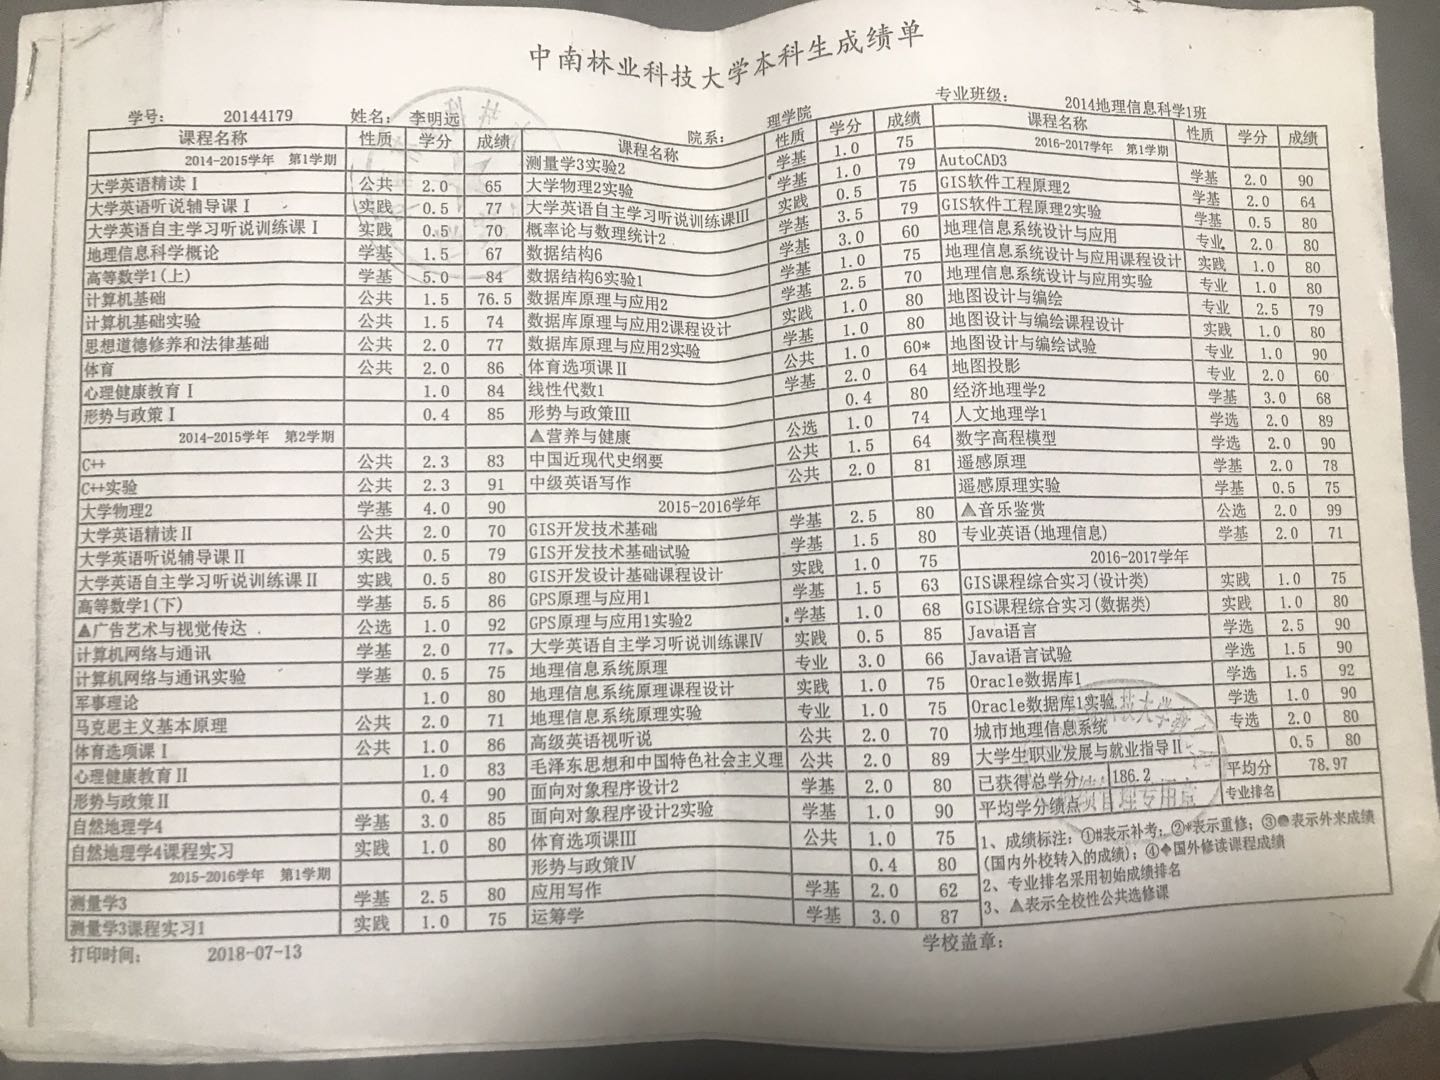 中南林业科技大学本科生成绩单
学号： 20144179 姓名： 李明远 院系： 理学院 专业班级： 2014地理信息科学1班
课程名称 性质 学分 成绩
2014-2015学年 第1学期
大学英语精读Ⅰ 公共 2.0 65
大学英语听说辅导课Ⅰ 实践 0.5 77
大学英语自主学习听说训练课Ⅰ 实践 0.5 70
地理信息科学概论 学基 1.5 67
高等数学1(上) 学基 5.0 84
计算机基础 公共 1.5 76.5
计算机基础实验 公共 1.5 74
思想道德修养和法律基础 公共 2.0 77
体育 公共 2.0 86
心理健康教育Ⅰ 1.0 84
形势与政策Ⅰ 0.4 85
2014-2015学年 第2学期
C++ 公共 2.3 83
C++实验 公共 2.3 91
大学物理2 学基 4.0 90
大学英语精读Ⅱ 公共 2.0 70
大学英语听说辅导课Ⅱ 实践 0.5 79
大学英语自主学习听说训练课Ⅱ 实践 0.5 80
高等数学1(下) 学基 5.5 86
▲广告艺术与视觉传达 公选 1.0 92
计算机网络与通讯 学基 2.0 77
计算机网络与通讯实验 学基 0.5 75
军事理论 1.0 80
马克思主义基本原理 公共 2.0 71
体育选项课Ⅰ 公共 1.0 86
心理健康教育Ⅱ 1.0 83
形势与政策Ⅱ 0.4 90
自然地理学4 学基 3.0 85
自然地理学4课程实习 实践 1.0 80
2015-2016学年 第1学期
测量学3 学基 2.5 80
测量学3课程实习1 实践 1.0 75
课程名称 性质 学分 成绩
测量学3实验2 学基 1.0 75
大学物理2实验 学基 1.0 79
大学英语自主学习听说训练课Ⅲ 实践 0.5 75
概率论与数理统计2 学基 3.5 79
数据结构6 学基 3.0 60
数据结构6实验1 学基 1.0 75
数据库原理与应用2 学基 2.5 70
数据库原理与应用2课程设计 实践 1.0 80
数据库原理与应用2实验 学基 1.0 80
体育选项课Ⅱ 公共 1.0 60*
线性代数1 学基 2.0 64
形势与政策Ⅲ 0.4 80
▲营养与健康 公选 1.0 74
中国近现代史纲要 公共 1.5 64
中级英语写作 公共 2.0 81
2015-2016学年
GIS开发技术基础 学基 2.5 80
GIS开发技术基础试验 学基 1.5 80
GIS开发设计基础课程设计 实践 1.0 75
GPS原理与应用1 学基 1.5 63
GPS原理与应用1实验2 学基 1.0 68
大学英语自主学习听说训练课Ⅳ 实践 0.5 85
地理信息系统原理 专业 3.0 66
地理信息系统原理课程设计 实践 1.0 75
地理信息系统原理实验 专业 1.0 75
高级英语视听说 公共 2.0 70
毛泽东思想和中国特色社会主义理 公共 2.0 89
面向对象程序设计2 学基 2.0 80
面向对象程序设计2实验 学基 1.0 90
体育选项课Ⅲ 公共 1.0 75
形势与政策Ⅳ 0.4 80
应用写作 学基 2.0 62
运筹学 学基 3.0 87
课程名称 性质 学分 成绩
2016-2017学年 第1学期
AutoCAD3 学基 2.0 90
GIS软件工程原理2 学基 2.0 64
GIS软件工程原理2实验 学基 0.5 80
地理信息系统设计与应用 专业 2.0 80
地理信息系统设计与应用课程设计 实践 1.0 80
地理信息系统设计与应用实验 专业 1.0 80
地图设计与编绘 专业 2.5 79
地图设计与编绘课程设计 实践 1.0 80
地图设计与编绘试验 专业 1.0 90
地图投影 专业 2.0 60
经济地理学2 学基 3.0 68
人文地理学1 学选 2.0 89
数字高程模型 学选 2.0 90
遥感原理 学基 2.0 78
遥感原理实验 学基 0.5 75
▲音乐鉴赏 公选 2.0 99
专业英语(地理信息) 学基 2.0 71
2016-2017学年
GIS课程综合实习(设计类) 实践 1.0 75
GIS课程综合实习(数据类) 实践 1.0 80
Java语言 学选 2.5 90
Java语言试验 学选 1.5 90
Oracle数据库1 学选 1.5 92
Oracle数据库1实验 学选 1.0 90
城市地理信息系统 专选 2.0 80
大学生职业发展与就业指导Ⅱ 0.5 80
已获得总学分 186.2 平均分 78.97
平均学分绩点 专业排名
1、成绩标注：①#表示补考；②*表示重修；③●表示外来成绩
(国内外校转入的成绩)；④◆国外修读课程成绩
2、专业排名采用初始成绩排名
3、▲表示全校性公共选修课
打印时间： 2018-07-13 学校盖章：